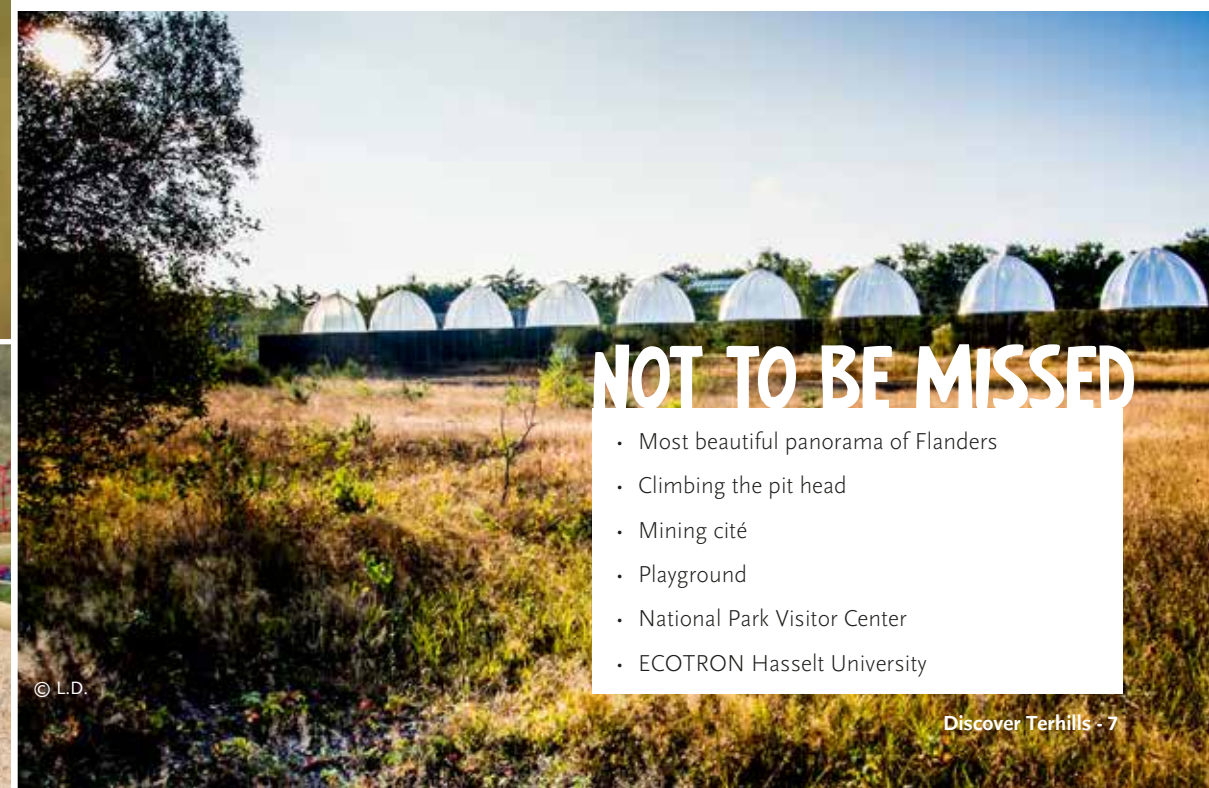 NOT TO BE MISSED
• Most beautiful panorama of Flanders
• Climbing the pit head
• Mining cité
• Playground
• National Park Visitor Center
• ECOTRON Hasselt University
© L.D.
Discover Terhills - 7